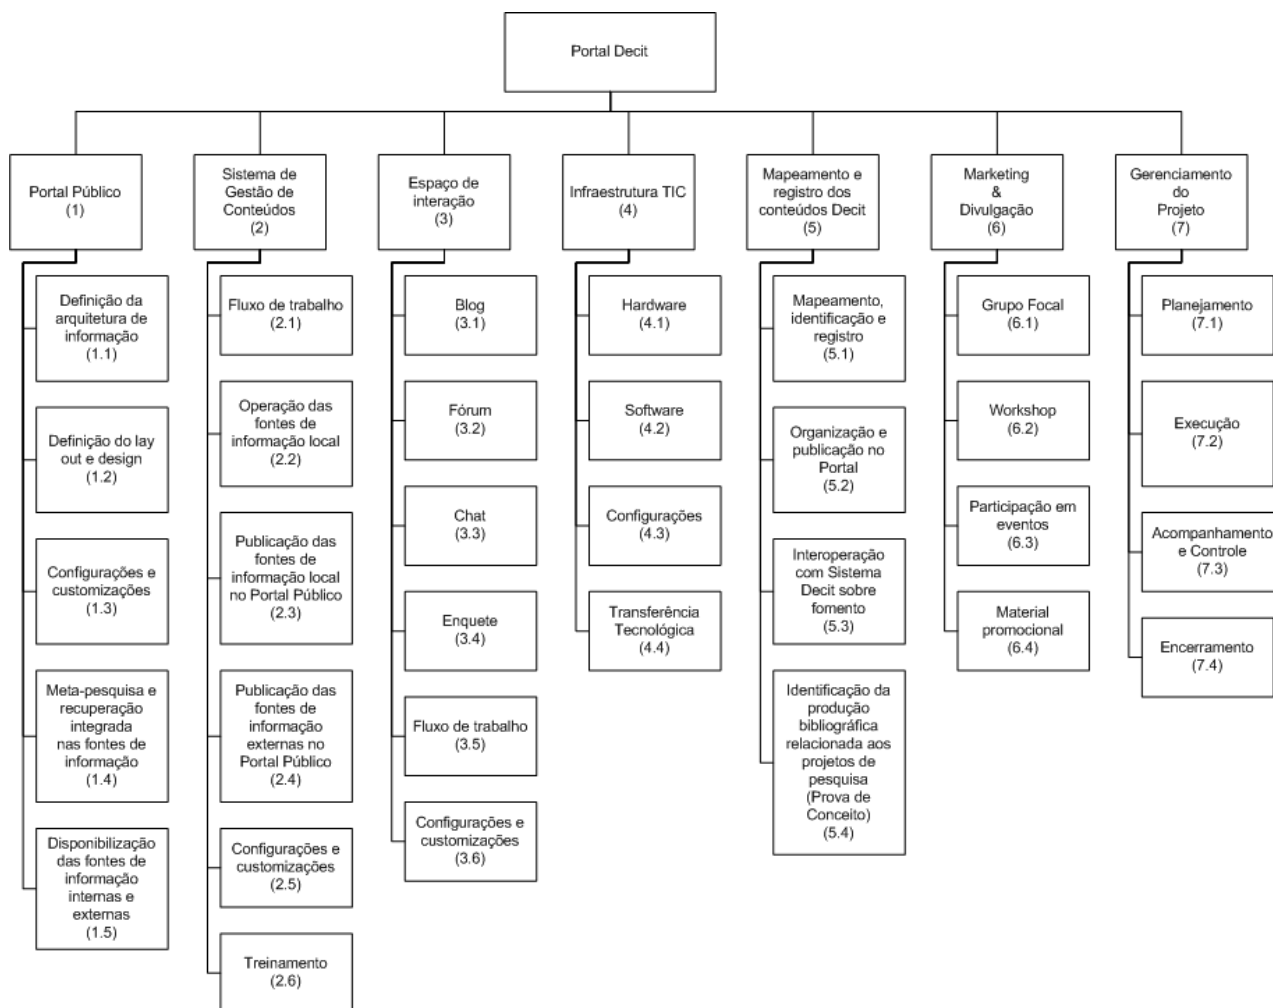 Portal Decit
Portal Público
(1)
Sistema de
Gestão de
Conteúdos
(2)
Espaço de
interação
(3)
Infraestrutura TIC
(4)
Mapeamento e
registro dos
conteúdos Decit
(5)
Marketing
&
Divulgação
(6)
Gerenciamento
do
Projeto
(7)
Definição da
arquitetura de
informação
(1.1)
Definição do lay
out e design
(1.2)
Configurações e
customizações
(1.3)
Meta-pesquisa e
recuperação
integrada
nas fontes de
informação
(1.4)
Disponibilização
das fontes de
informação
internas e
externas
(1.5)
Fluxo de trabalho
(2.1)
Operação das
fontes de
informação local
(2.2)
Publicação das
fontes de
informação local
no Portal Público
(2.3)
Publicação das
fontes de
informação
externas no
Portal Público
(2.4)
Configurações e
customizações
(2.5)
Treinamento
(2.6)
Blog
(3.1)
Fórum
(3.2)
Chat
(3.3)
Enquete
(3.4)
Fluxo de trabalho
(3.5)
Configurações e
customizações
(3.6)
Hardware
(4.1)
Software
(4.2)
Configurações
(4.3)
Transferência
Tecnológica
(4.4)
Mapeamento,
identificação e
registro
(5.1)
Organização e
publicação no
Portal
(5.2)
Interoperação
com Sistema
Decit sobre
fomento
(5.3)
Identificação da
produção
bibliográfica
relacionada aos
projetos de
pesquisa
(Prova de
Conceito)
(5.4)
Grupo Focal
(6.1)
Workshop
(6.2)
Participação em
eventos
(6.3)
Material
promocional
(6.4)
Planejamento
(7.1)
Execução
(7.2)
Acompanhamento
e Controle
(7.3)
Encerramento
(7.4)